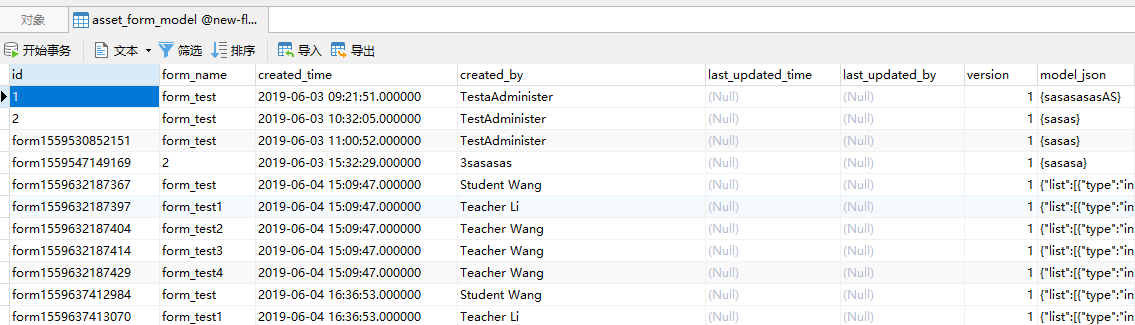 对象 asset_form_model @new-fl...
开始事务 文本 筛选 排序 导入 导出
id form_name created_time created_by last_updated_time last_updated_by version model_json
1 form_test 2019-06-03 09:21:51.000000 TestaAdminister (Null) (Null) 1 {sasasasasAS}
2 form_test 2019-06-03 10:32:05.000000 TestAdminister (Null) (Null) 1 {sasas}
form1559530852151 form_test 2019-06-03 11:00:52.000000 TestAdminister (Null) (Null) 1 {sasas}
form1559547149169 2 2019-06-03 15:32:29.000000 3sasasas (Null) (Null) 1 {sasasa}
form1559632187367 form_test 2019-06-04 15:09:47.000000 Student Wang (Null) (Null) 1 {"list":[{"type":"in
form1559632187397 form_test1 2019-06-04 15:09:47.000000 Teacher Li (Null) (Null) 1 {"list":[{"type":"in
form1559632187404 form_test2 2019-06-04 15:09:47.000000 Teacher Wang (Null) (Null) 1 {"list":[{"type":"in
form1559632187414 form_test3 2019-06-04 15:09:47.000000 Teacher Wang (Null) (Null) 1 {"list":[{"type":"in
form1559632187429 form_test4 2019-06-04 15:09:47.000000 Teacher Wang (Null) (Null) 1 {"list":[{"type":"in
form1559637412984 form_test 2019-06-04 16:36:53.000000 Student Wang (Null) (Null) 1 {"list":[{"type":"in
form1559637413070 form_test1 2019-06-04 16:36:53.000000 Teacher Li (Null) (Null) 1 {"list":[{"type":"in